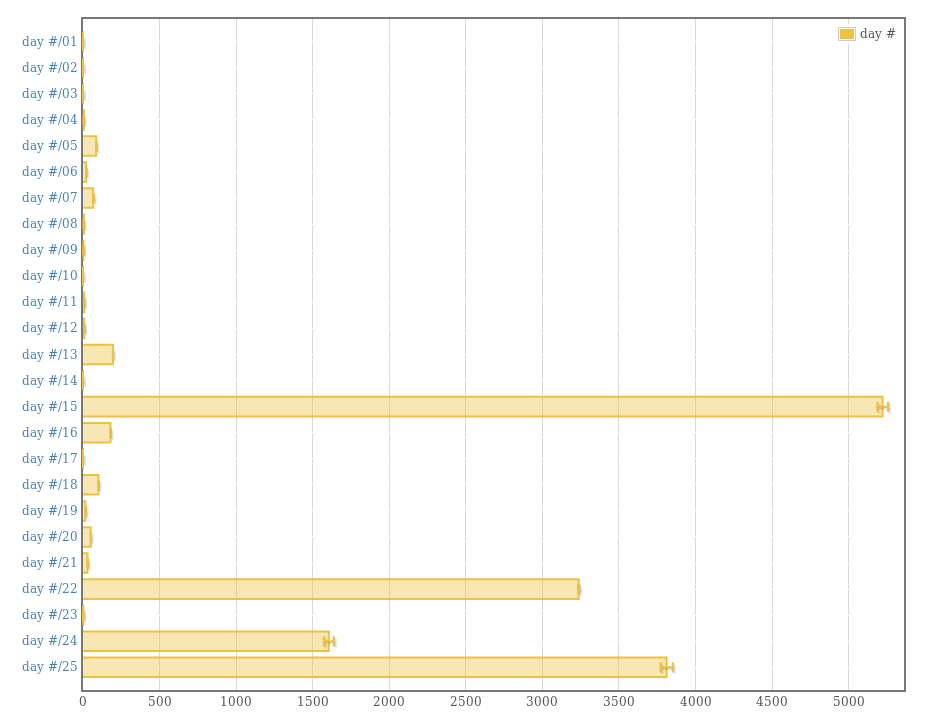 day #
day #/01
day #/02
day #/03
day #/04
day #/05
day #/06
day #/07
day #/08
day #/09
day #/10
day #/11
day #/12
day #/13
day #/14
day #/15
day #/16
day #/17
day #/18
day #/19
day #/20
day #/21
day #/22
day #/23
day #/24
day #/25
0 500 1000 1500 2000 2500 3000 3500 4000 4500 5000